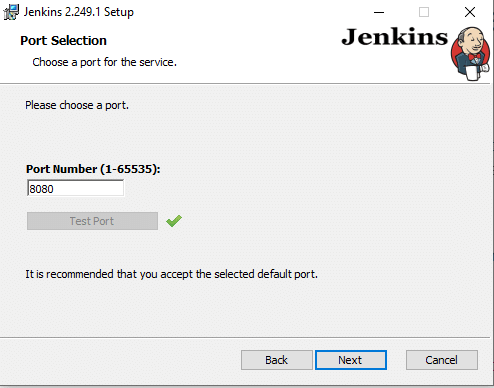 Jenkins 2.249.1 Setup
Port Selection
Choose a port for the service.
Jenkins
Please choose a port.
Port Number (1-65535):
8080
Test Port
It is recommended that you accept the selected default port.
Back
Next
Cancel